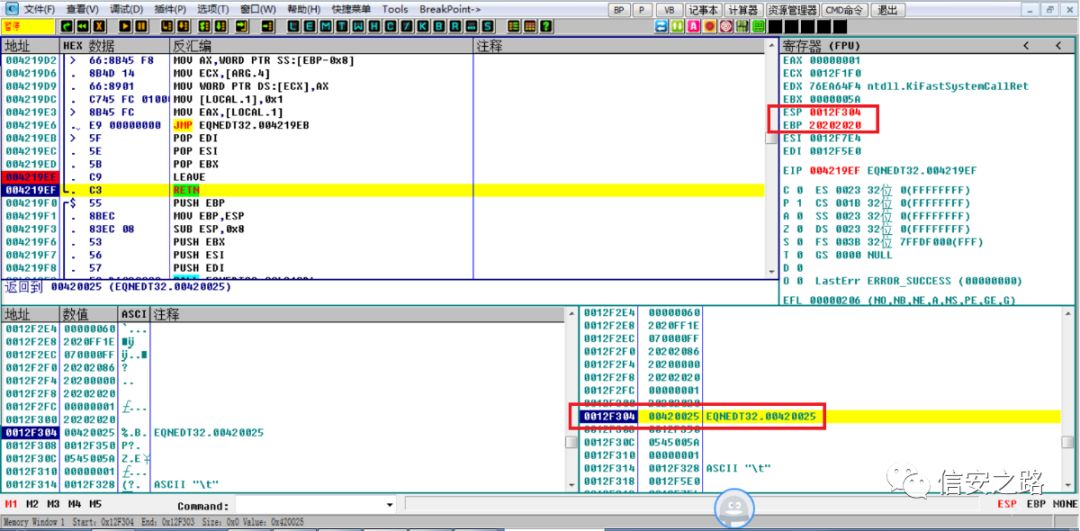 文件(F) 查看(V) 调试(D) 插件(P) 选项(T) 窗口(W) 帮助(H) 快捷菜单 Tools BreakPoint-> BP P VB 记事本 计算器 资源管理器 CMD命令 退出
暂停 L E M T W H C / K B R ... S
地址 HEX 数据 反汇编 注释
004219D2 > 66:8B45 F8 MOV AX,WORD PTR SS:[EBP-0x8]
004219D6 . 8B4D 14 MOV ECX,[ARG.4]
004219D9 . 66:8901 MOV WORD PTR DS:[ECX],AX
004219DC . C745 FC 01000 MOV [LOCAL.1],0x1
004219E3 > 8B45 FC MOV EAX,[LOCAL.1]
004219E6 ., E9 00000000 JMP EQNEDT32.004219EB
004219EB > 5F POP EDI
004219EC . 5E POP ESI
004219ED . 5B POP EBX
004219EE . C9 LEAVE
004219EF . C3 RETN
004219F0 $ 55 PUSH EBP
004219F1 . 8BEC MOV EBP,ESP
004219F3 . 83EC 08 SUB ESP,0x8
004219F6 . 53 PUSH EBX
004219F7 . 56 PUSH ESI
004219F8 . 57 PUSH EDI
返回到 00420025 (EQNEDT32.00420025)
寄存器 (FPU) < <
EAX 00000001
ECX 0012F1F0
EDX 76EA64F4 ntdll.KiFastSystemCallRet
EBX 0000005A
ESP 0012F304
EBP 20202020
ESI 0012F7E4
EDI 0012F5E0
EIP 004219EF EQNEDT32.004219EF
C 0 ES 0023 32位 0(FFFFFFFF)
P 1 CS 001B 32位 0(FFFFFFFF)
A 0 SS 0023 32位 0(FFFFFFFF)
Z 0 DS 0023 32位 0(FFFFFFFF)
S 0 FS 003B 32位 7FFDF000(FFF)
T 0 GS 0000 NULL
D 0
O 0 LastErr ERROR_SUCCESS (00000000)
EFL 00000206 (NO,NB,NE,A,NS,PE,GE,G)
地址 数值 ASCI 注释
0012F2E4 00000060 `...
0012F2E8 2020FF1E
0012F2EC 070000FF
0012F2F0 20202086 ?
0012F2F4 20200000 ..
0012F2F8 20202020
0012F2FC 00000001
0012F300 20202020
0012F304 00420025 %.B. EQNEDT32.00420025
0012F308 0012F350 P?.
0012F30C 0545005A Z.E
0012F310 00000001
0012F314 0012F328 (?. ASCII "\t"
0012F2E4 00000060
0012F2E8 2020FF1E
0012F2EC 070000FF
0012F2F0 20202086
0012F2F4 20200000
0012F2F8 20202020
0012F2FC 00000001
0012F304 00420025 EQNEDT32.00420025
0012F30C 0545005A
0012F310 00000001
0012F314 0012F328 ASCII "\t"
0012F318 0012F5E0
信安之路
M1 M2 M3 M4 M5 Command: ESP EBP NONE
Memory Window 1 Start: 0x12F304 End: 0x12F303 Size: 0x0 Value: 0x420025